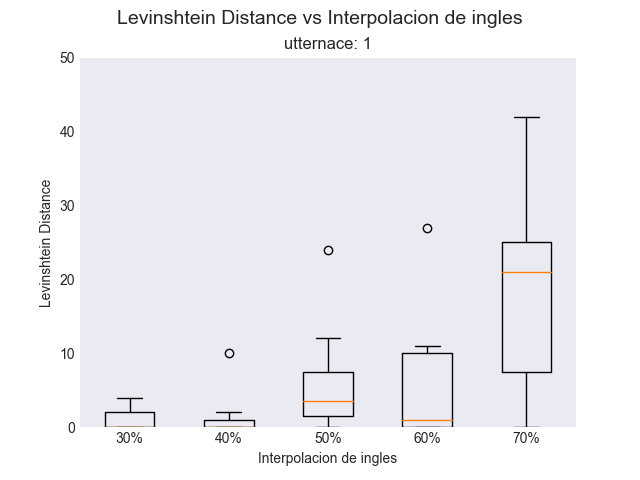 Levinshtein Distance vs Interpolacion de ingles
utternace: 1
50
40
30
20
10
0
Levinshtein Distance
30% 40% 50% 60% 70%
Interpolacion de ingles